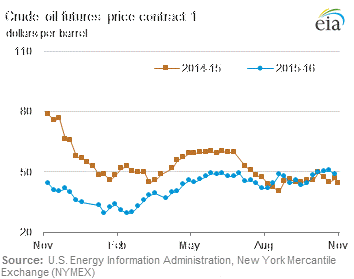 Crude oil futures price contract 1
dollars per barrel
eia
110
2014-15
2015-16
80
50
20
Nov
Feb
May
Aug
Nov
Source: U.S. Energy Information Administration, New York Mercantile
Exchange (NYMEX)